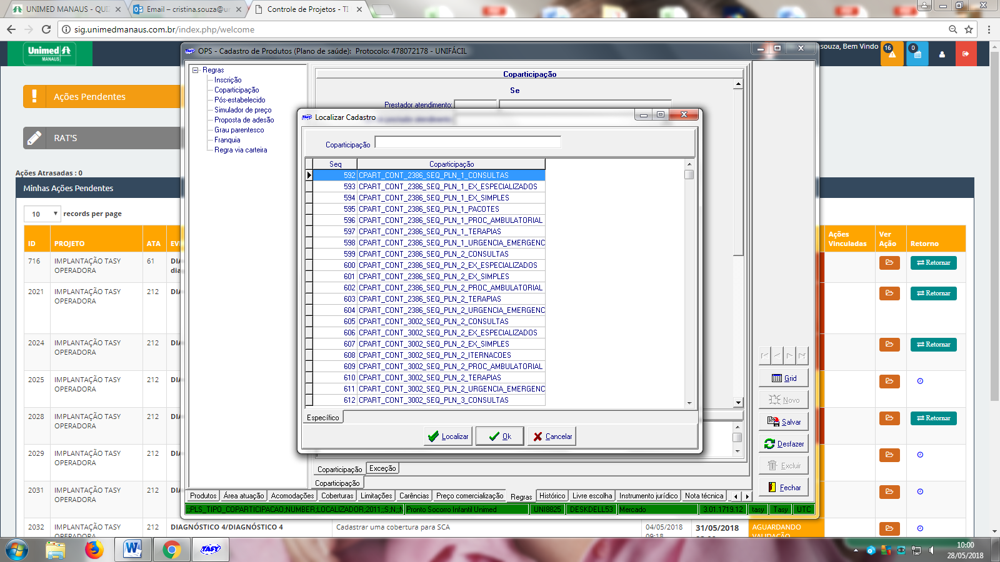 UNIMED MANAUS - QUIZ
Email – cristina.souza@u
Controle de Projetos - TI
sig.unimedmanaus.com.br/index.php/welcome
Unimed
MANAUS
souza, Bem Vindo
16
0
Ações Pendentes
RAT'S
Ações Atrasadas : 0
Minhas Ações Pendentes
10 records per page
ID PROJETO ATA
Ações Vinculadas
Ver Ação
Retorno
716 IMPLANTAÇÃO TASY OPERADORA 61 Retornar
2021 IMPLANTAÇÃO TASY OPERADORA 212 Retornar
2024 IMPLANTAÇÃO TASY OPERADORA 212 Retornar
2025 IMPLANTAÇÃO TASY OPERADORA 212
2028 IMPLANTAÇÃO TASY OPERADORA 212 Retornar
2029 IMPLANTAÇÃO TASY OPERADORA 212
2031 IMPLANTAÇÃO TASY OPERADORA 212
2032 IMPLANTAÇÃO TASY OPERADORA 212 DIAGNÓSTICO 4/DIAGNÓSTICO 4 Cadastrar uma cobertura para SCA 04/05/2018 09:18 31/05/2018 AGUARDANDO VALIDAÇÃO
OPS - Cadastro de Produtos (Plano de saúde): Protocolo: 478072178 - UNIFÁCIL
Regras
Inscrição
Coparticipação
Pós-estabelecido
Simulador de preço
Proposta de adesão
Grau parentesco
Franquia
Regra via carteira
Coparticipação
Se
Prestador atendimento:
Localizar Cadastro
Coparticipação
Seq Coparticipação
592 CPART_CONT_2386_SEQ_PLN_1_CONSULTAS
593 CPART_CONT_2386_SEQ_PLN_1_EX_ESPECIALIZADOS
594 CPART_CONT_2386_SEQ_PLN_1_EX_SIMPLES
595 CPART_CONT_2386_SEQ_PLN_1_PACOTES
596 CPART_CONT_2386_SEQ_PLN_1_PROC_AMBULATORIAL
597 CPART_CONT_2386_SEQ_PLN_1_TERAPIAS
598 CPART_CONT_2386_SEQ_PLN_1_URGENCIA_EMERGENC
599 CPART_CONT_2386_SEQ_PLN_2_CONSULTAS
600 CPART_CONT_2386_SEQ_PLN_2_EX_ESPECIALIZADOS
601 CPART_CONT_2386_SEQ_PLN_2_EX_SIMPLES
602 CPART_CONT_2386_SEQ_PLN_2_PROC_AMBULATORIAL
603 CPART_CONT_2386_SEQ_PLN_2_TERAPIAS
604 CPART_CONT_2386_SEQ_PLN_2_URGENCIA_EMERGENC
605 CPART_CONT_3002_SEQ_PLN_2_CONSULTAS
606 CPART_CONT_3002_SEQ_PLN_2_EX_ESPECIALIZADOS
607 CPART_CONT_3002_SEQ_PLN_2_EX_SIMPLES
608 CPART_CONT_3002_SEQ_PLN_2_ITERNACOES
609 CPART_CONT_3002_SEQ_PLN_2_PROC_AMBULATORIAL
610 CPART_CONT_3002_SEQ_PLN_2_TERAPIAS
611 CPART_CONT_3002_SEQ_PLN_2_URGENCIA_EMERGENC
612 CPART_CONT_3002_SEQ_PLN_3_CONSULTAS
Específico
Localizar Ok Cancelar
Grid
Novo
Salvar
Desfazer
Excluir
Fechar
Coparticipação Exceção
Coparticipação
Produtos Área atuação Acomodações Coberturas Limitações Carências Preço comercialização Regras Histórico Livre escolha Instrumento jurídico Nota técnica
;;PLS_TIPO_COPARTICIPACAO;NUMBER;LOCALIZADOR;2011;;S;N;;N Pronto Socorro Infantil Unimed UNI8825 DESKDELL53 Mercado 3.01.1719.12 tasy Tasy UTC
TASY
10:00
28/05/2018